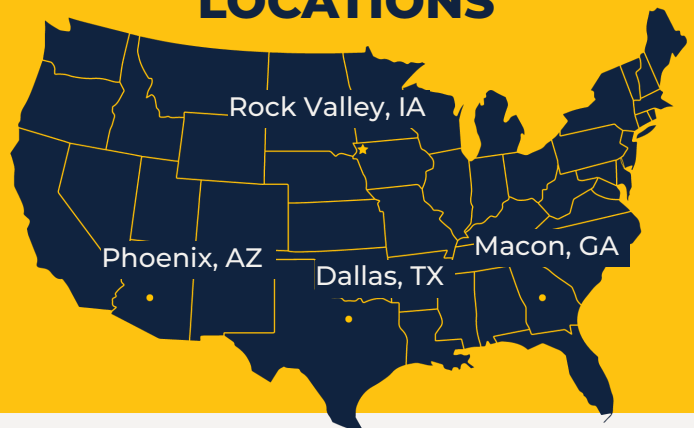 LOCATIONS
Rock Valley, IA
Phoenix, AZ
Dallas, TX
Macon, GA